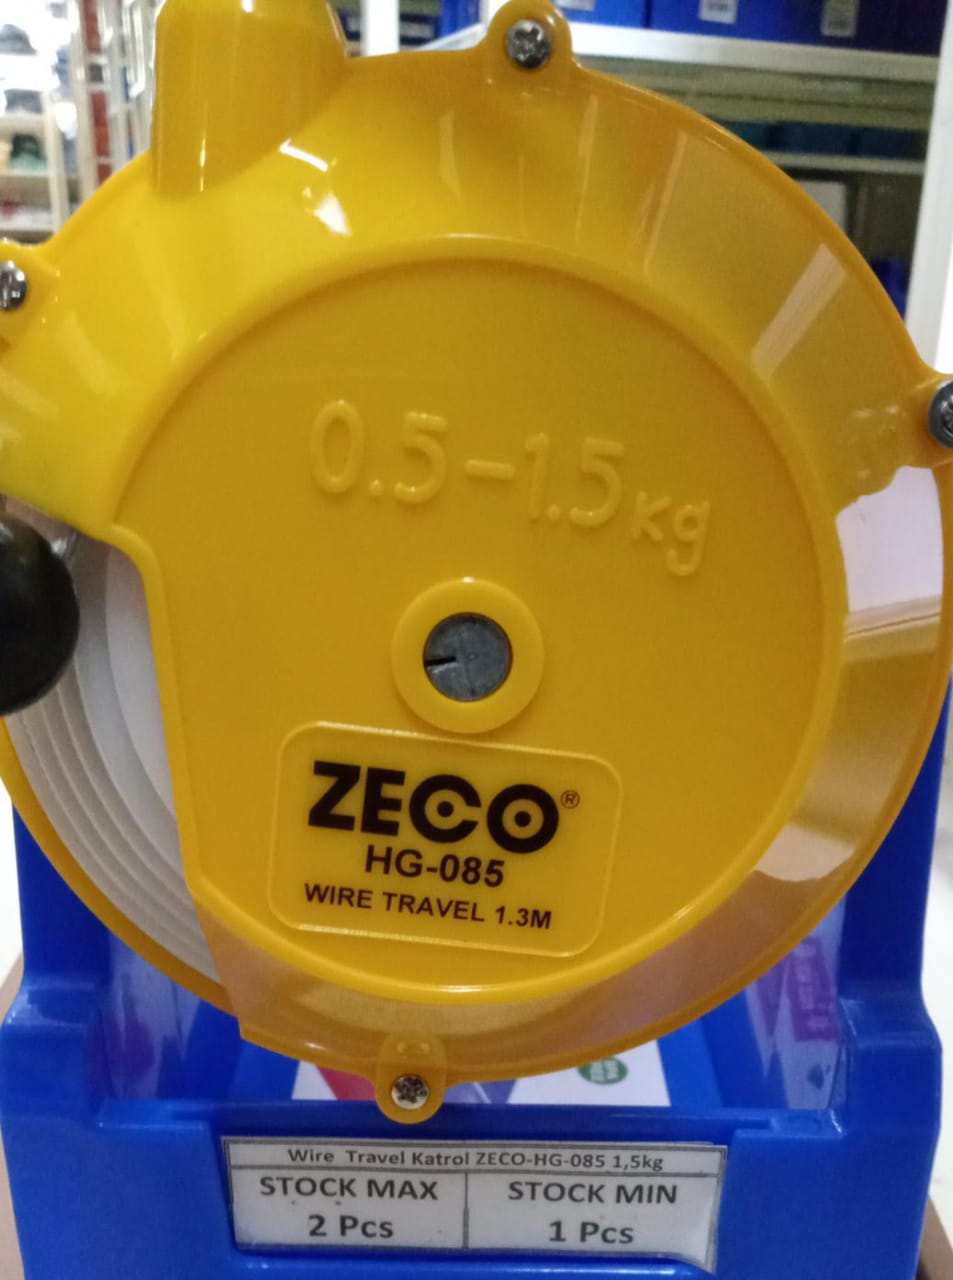 0.5-1.5kg
ZECO®
HG-085
WIRE TRAVEL 1.3M
Wire Travel Katrol ZECO-HG-085 1,5kg
STOCK MAX STOCK MIN
2 Pcs 1 Pcs